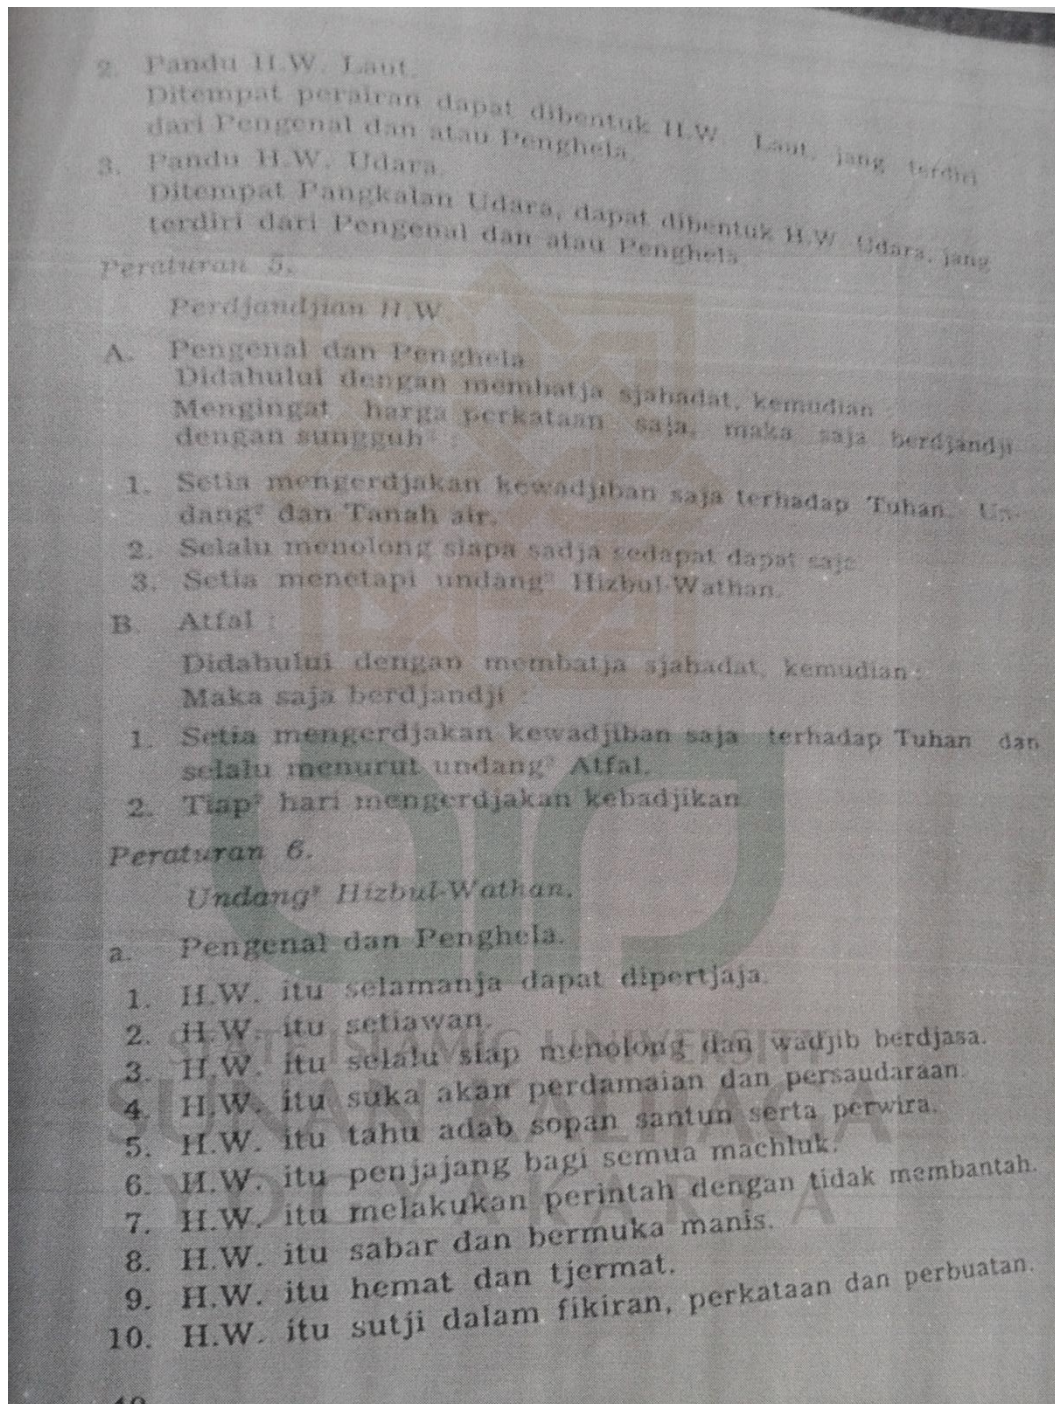 2. Pandu H.W. Laut.
Ditempat perairan dapat dibentuk H.W. Laut, jang terdiri
dari Pengenal dan atau Penghela.
3. Pandu H.W. Udara.
Ditempat Pangkalan Udara, dapat dibentuk H.W. Udara, jang
terdiri dari Pengenal dan atau Penghela
Peraturan 5.
Perdjandjian H.W.
A. Pengenal dan Penghela
Didahului dengan membatja sjahadat, kemudian :
Mengingat harga perkataan saja, maka saja berdjandji
dengan sungguh² :
1. Setia mengerdjakan kewadjiban saja terhadap Tuhan, Un-
dang² dan Tanah air.
2. Selalu menolong siapa sadja sedapat dapat saja
3. Setia menetapi undang² Hizbul-Wathan.
B. Atfal :
Didahului dengan membatja sjahadat, kemudian :
Maka saja berdjandji :
1. Setia mengerdjakan kewadjiban saja terhadap Tuhan dan
selalu menurut undang² Atfal.
2. Tiap² hari mengerdjakan kebadjikan.
Peraturan 6.
Undang² Hizbul-Wathan.
a. Pengenal dan Penghela.
1. H.W. itu selamanja dapat dipertjaja.
2. H.W. itu setiawan.
3. H.W. itu selalu siap menolong dan wadjib berdjasa.
4. H.W. itu suka akan perdamaian dan persaudaraan.
5. H.W. itu tahu adab sopan santun serta perwira.
6. H.W. itu penjajang bagi semua machluk.
7. H.W. itu melakukan perintah dengan tidak membantah.
8. H.W. itu sabar dan bermuka manis.
9. H.W. itu hemat dan tjermat.
10. H.W. itu sutji dalam fikiran, perkataan dan perbuatan.
STATE ISLAMIC UNIVERSITY
SUNAN KALIJAGA
YOGYAKARTA